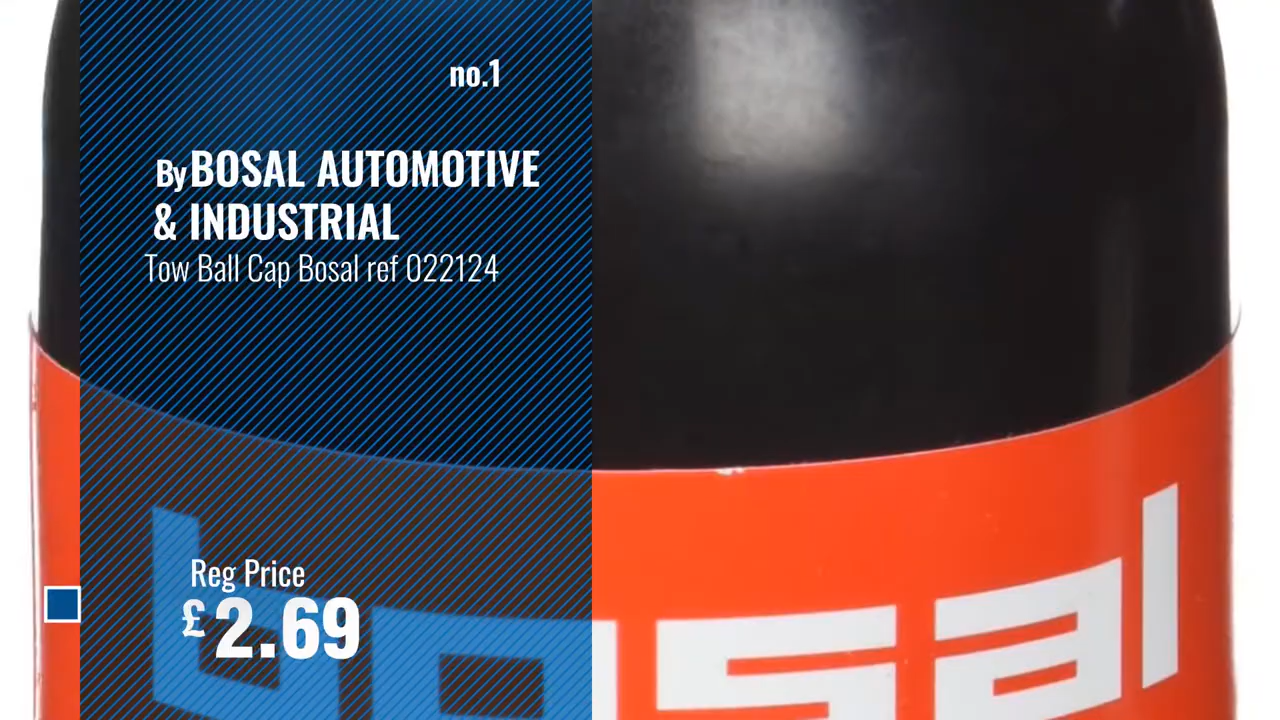 no.1
By BOSAL AUTOMOTIVE
& INDUSTRIAL
Tow Ball Cap Bosal ref 022124
Reg Price
£2.69
bosal